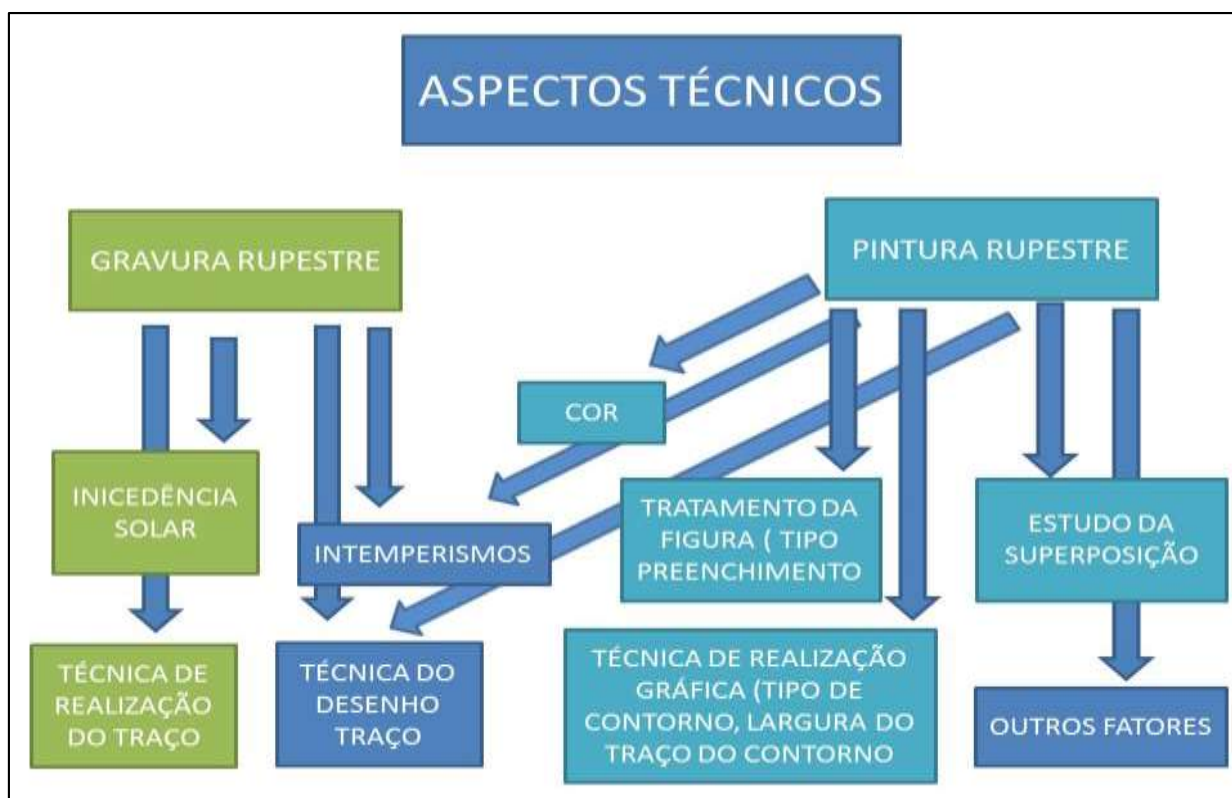 ASPECTOS TÉCNICOS
GRAVURA RUPESTRE
PINTURA RUPESTRE
COR
INICEDÊNCIA
SOLAR
INTEMPERISMOS
TRATAMENTO DA
FIGURA ( TIPO
PREENCHIMENTO
ESTUDO DA
SUPERPOSIÇÃO
TÉCNICA DE
REALIZAÇÃO
DO TRAÇO
TÉCNICA DO
DESENHO
TRAÇO
TÉCNICA DE REALIZAÇÃO
GRÁFICA (TIPO DE
CONTORNO, LARGURA DO
TRAÇO DO CONTORNO
OUTROS FATORES